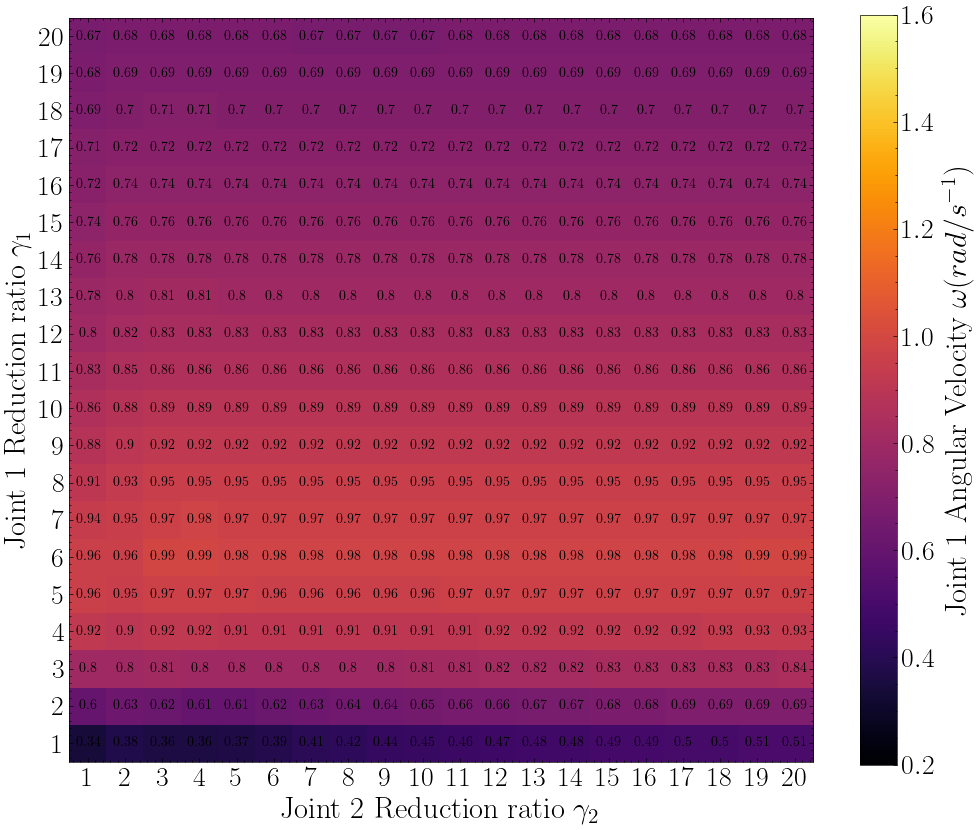 20 0.67 0.68 0.68 0.68 0.68 0.68 0.67 0.67 0.67 0.67 0.68 0.68 0.68 0.68 0.68 0.68 0.68 0.68 0.68 0.68
19 0.68 0.69 0.69 0.69 0.69 0.69 0.69 0.69 0.69 0.69 0.69 0.69 0.69 0.69 0.69 0.69 0.69 0.69 0.69 0.69
18 0.69 0.7 0.71 0.71 0.7 0.7 0.7 0.7 0.7 0.7 0.7 0.7 0.7 0.7 0.7 0.7 0.7 0.7 0.7 0.7
17 0.71 0.72 0.72 0.72 0.72 0.72 0.72 0.72 0.72 0.72 0.72 0.72 0.72 0.72 0.72 0.72 0.72 0.72 0.72 0.72
16 0.72 0.74 0.74 0.74 0.74 0.74 0.74 0.74 0.74 0.74 0.74 0.74 0.74 0.74 0.74 0.74 0.74 0.74 0.74 0.74
15 0.74 0.76 0.76 0.76 0.76 0.76 0.76 0.76 0.76 0.76 0.76 0.76 0.76 0.76 0.76 0.76 0.76 0.76 0.76 0.76
14 0.76 0.78 0.78 0.78 0.78 0.78 0.78 0.78 0.78 0.78 0.78 0.78 0.78 0.78 0.78 0.78 0.78 0.78 0.78 0.78
13 0.78 0.8 0.81 0.81 0.8 0.8 0.8 0.8 0.8 0.8 0.8 0.8 0.8 0.8 0.8 0.8 0.8 0.8 0.8 0.8
12 0.8 0.82 0.83 0.83 0.83 0.83 0.83 0.83 0.83 0.83 0.83 0.83 0.83 0.83 0.83 0.83 0.83 0.83 0.83 0.83
11 0.83 0.85 0.86 0.86 0.86 0.86 0.86 0.86 0.86 0.86 0.86 0.86 0.86 0.86 0.86 0.86 0.86 0.86 0.86 0.86
10 0.86 0.88 0.89 0.89 0.89 0.89 0.89 0.89 0.89 0.89 0.89 0.89 0.89 0.89 0.89 0.89 0.89 0.89 0.89 0.89
9 0.88 0.9 0.92 0.92 0.92 0.92 0.92 0.92 0.92 0.92 0.92 0.92 0.92 0.92 0.92 0.92 0.92 0.92 0.92 0.92
8 0.91 0.93 0.95 0.95 0.95 0.95 0.95 0.95 0.95 0.95 0.95 0.95 0.95 0.95 0.95 0.95 0.95 0.95 0.95 0.95
7 0.94 0.95 0.97 0.98 0.97 0.97 0.97 0.97 0.97 0.97 0.97 0.97 0.97 0.97 0.97 0.97 0.97 0.97 0.97 0.97
6 0.96 0.96 0.99 0.99 0.98 0.98 0.98 0.98 0.98 0.98 0.98 0.98 0.98 0.98 0.98 0.98 0.98 0.98 0.99 0.99
5 0.96 0.95 0.97 0.97 0.97 0.96 0.96 0.96 0.96 0.96 0.97 0.97 0.97 0.97 0.97 0.97 0.97 0.97 0.97 0.97
4 0.92 0.9 0.92 0.92 0.91 0.91 0.91 0.91 0.91 0.91 0.91 0.92 0.92 0.92 0.92 0.92 0.92 0.93 0.93 0.93
3 0.8 0.8 0.81 0.8 0.8 0.8 0.8 0.8 0.8 0.81 0.81 0.82 0.82 0.82 0.83 0.83 0.83 0.83 0.83 0.84
2 0.6 0.63 0.62 0.61 0.61 0.62 0.63 0.64 0.64 0.65 0.66 0.66 0.67 0.67 0.68 0.68 0.69 0.69 0.69 0.69
1 0.34 0.38 0.36 0.36 0.37 0.39 0.41 0.42 0.44 0.45 0.46 0.47 0.48 0.48 0.49 0.49 0.5 0.5 0.51 0.51
1 2 3 4 5 6 7 8 9 10 11 12 13 14 15 16 17 18 19 20
Joint 2 Reduction ratio γ₂
Joint 1 Reduction ratio γ₁
1.6
1.4
1.2
1.0
0.8
0.6
0.4
0.2
Joint 1 Angular Velocity ω(rad/s⁻¹)